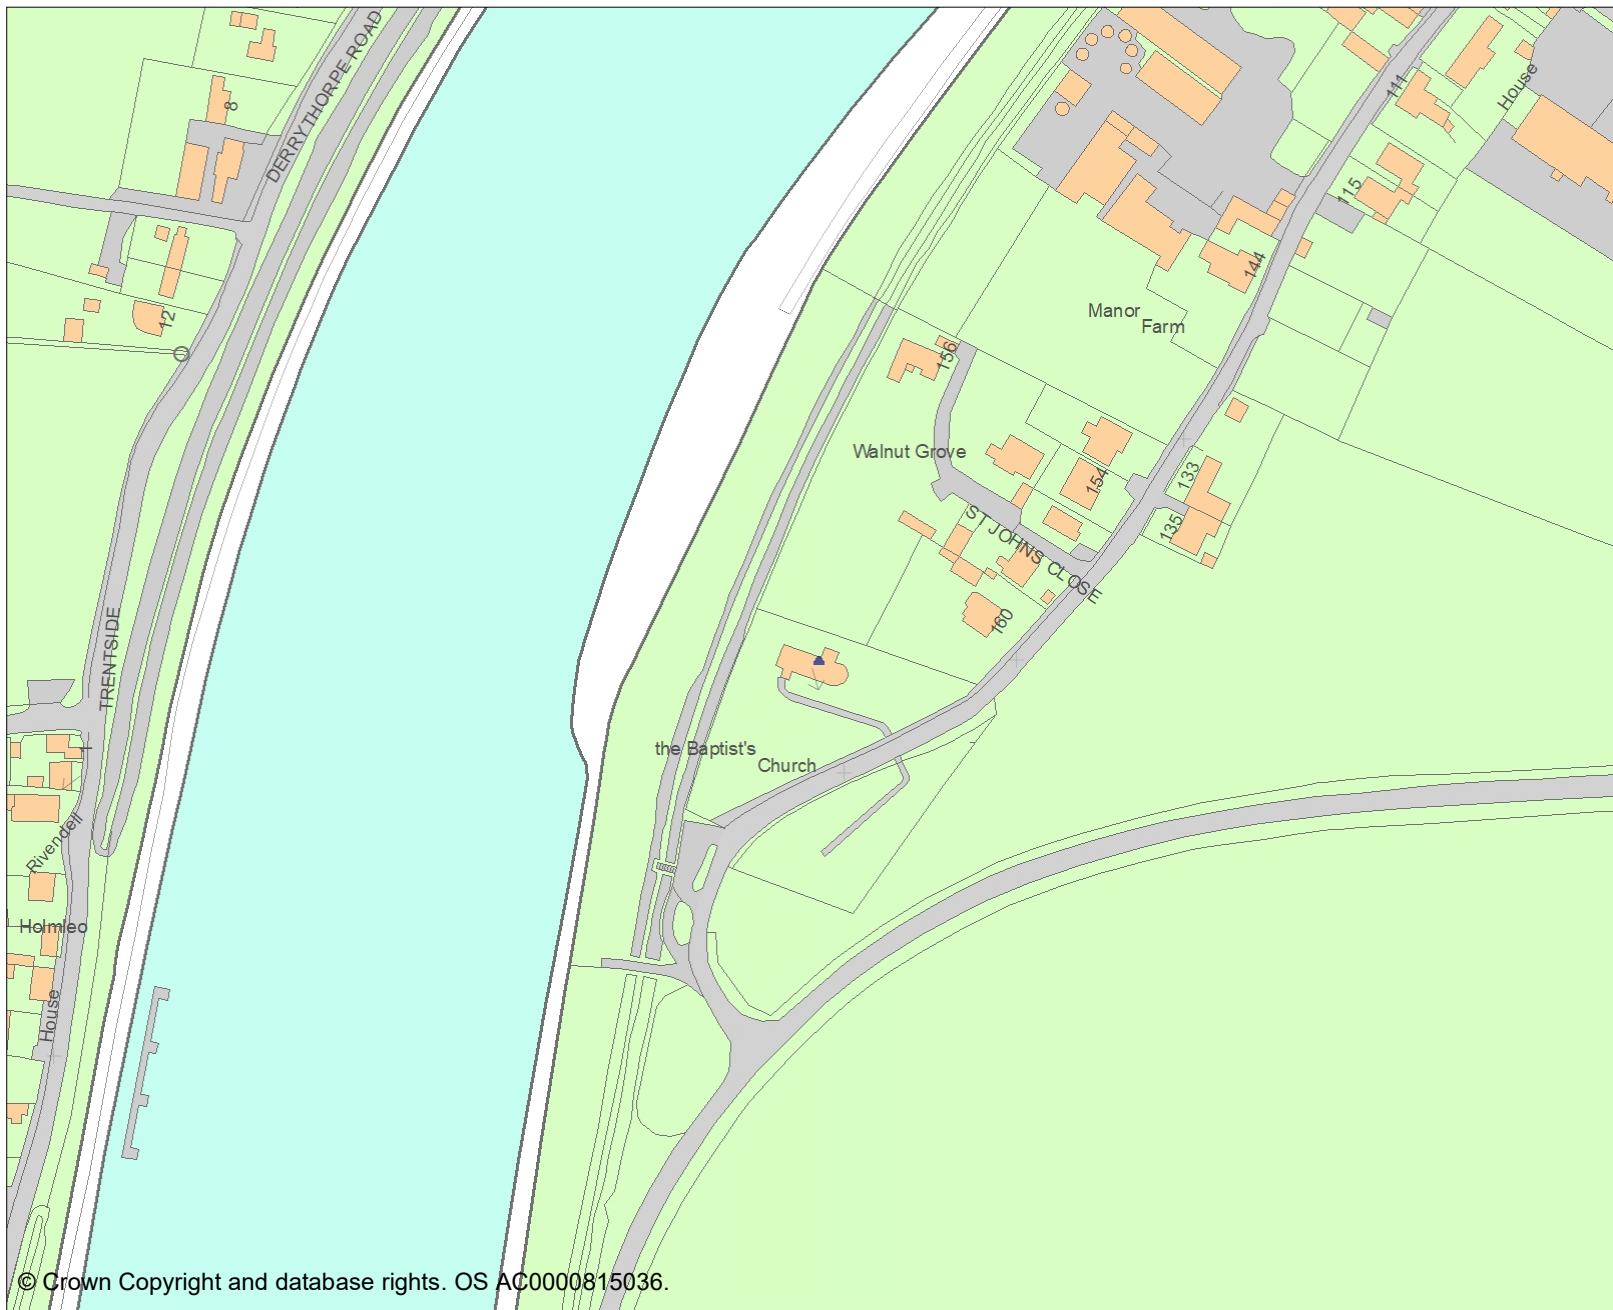 DERRYTHORPE ROAD
8
12
111
House
115
144
Manor
Farm
156
Walnut Grove
154
133
135
ST JOHNS CLOSE
160
TRENTSIDE
the Baptist's
Church
Rivendell
Holmleo
House
© Crown Copyright and database rights. OS AC0000815036.